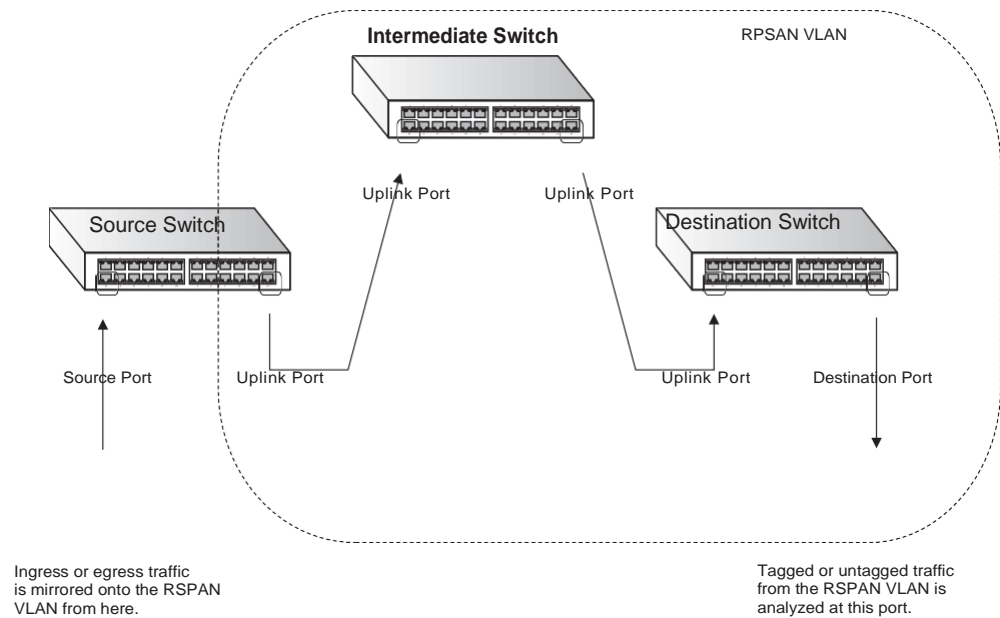 Intermediate Switch
RPSAN VLAN
Uplink Port
Uplink Port
Source Switch
Destination Switch
Source Port
Uplink Port
Uplink Port
Destination Port
Ingress or egress traffic
is mirrored onto the RSPAN
VLAN from here.
Tagged or untagged traffic
from the RSPAN VLAN is
analyzed at this port.